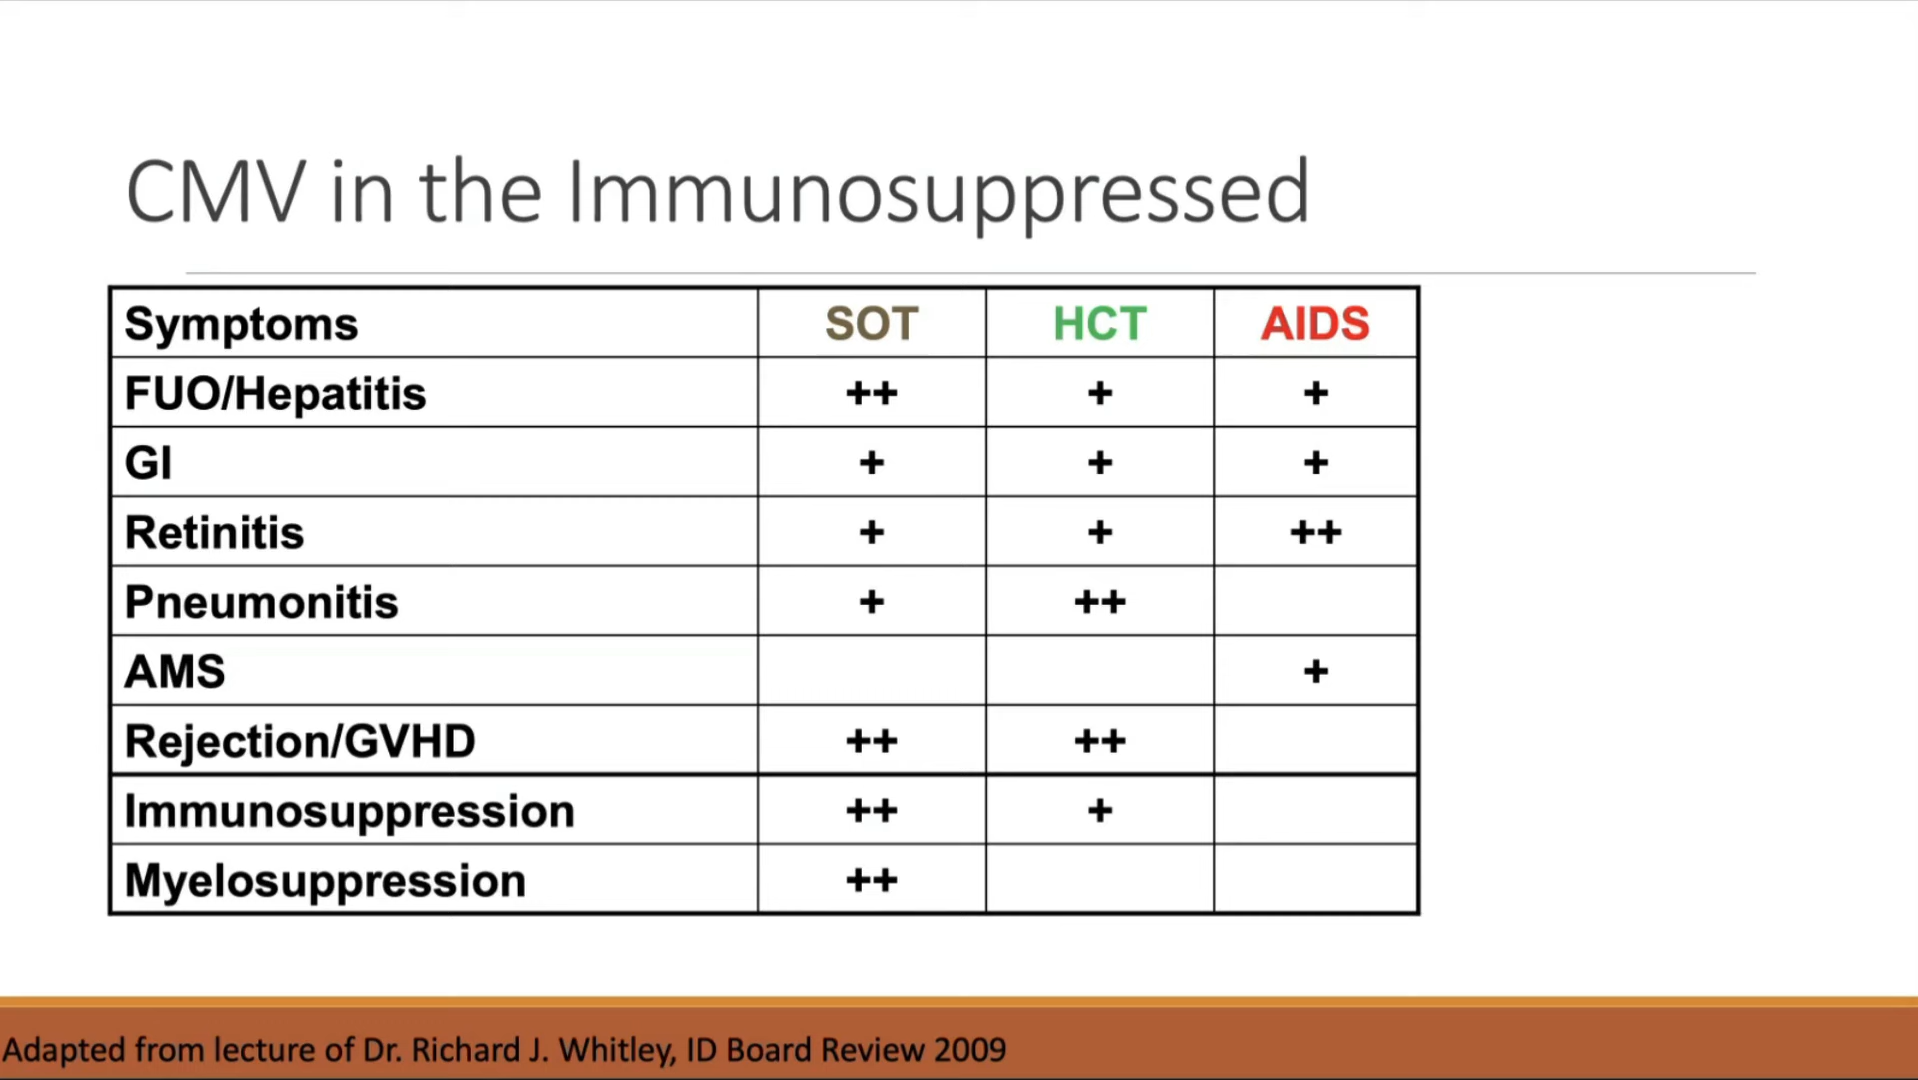 CMV in the Immunosuppressed
Symptoms SOT HCT AIDS
FUO/Hepatitis ++ + +
GI + + +
Retinitis + + ++
Pneumonitis + ++
AMS +
Rejection/GVHD ++ ++
Immunosuppression ++ +
Myelosuppression ++
Adapted from lecture of Dr. Richard J. Whitley, ID Board Review 2009